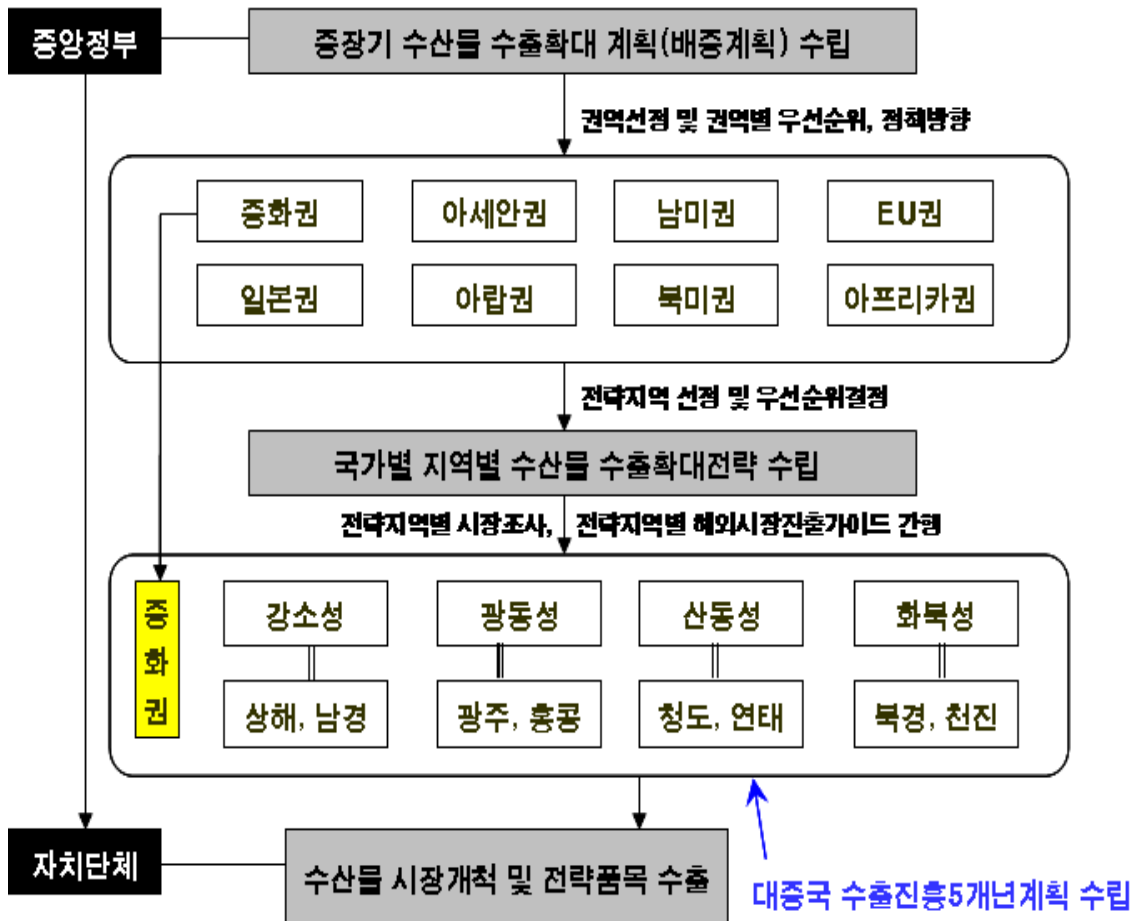 중앙정부
중장기 수산물 수출확대 계획(배증계획) 수립
권역선정 및 권역별 우선순위, 정책방향
중화권 아세안권 남미권 EU권
일본권 아랍권 북미권 아프리카권
전략지역 선정 및 우선순위결정
국가별 지역별 수산물 수출확대전략 수립
전략지역별 시장조사, 전략지역별 해외시장진출가이드 간행
중화권
강소성 광동성 산동성 화북성
상해, 남경 광주, 홍콩 청도, 연태 북경, 천진
자치단체
수산물 시장개척 및 전략품목 수출
대중국 수출진흥5개년계획 수립